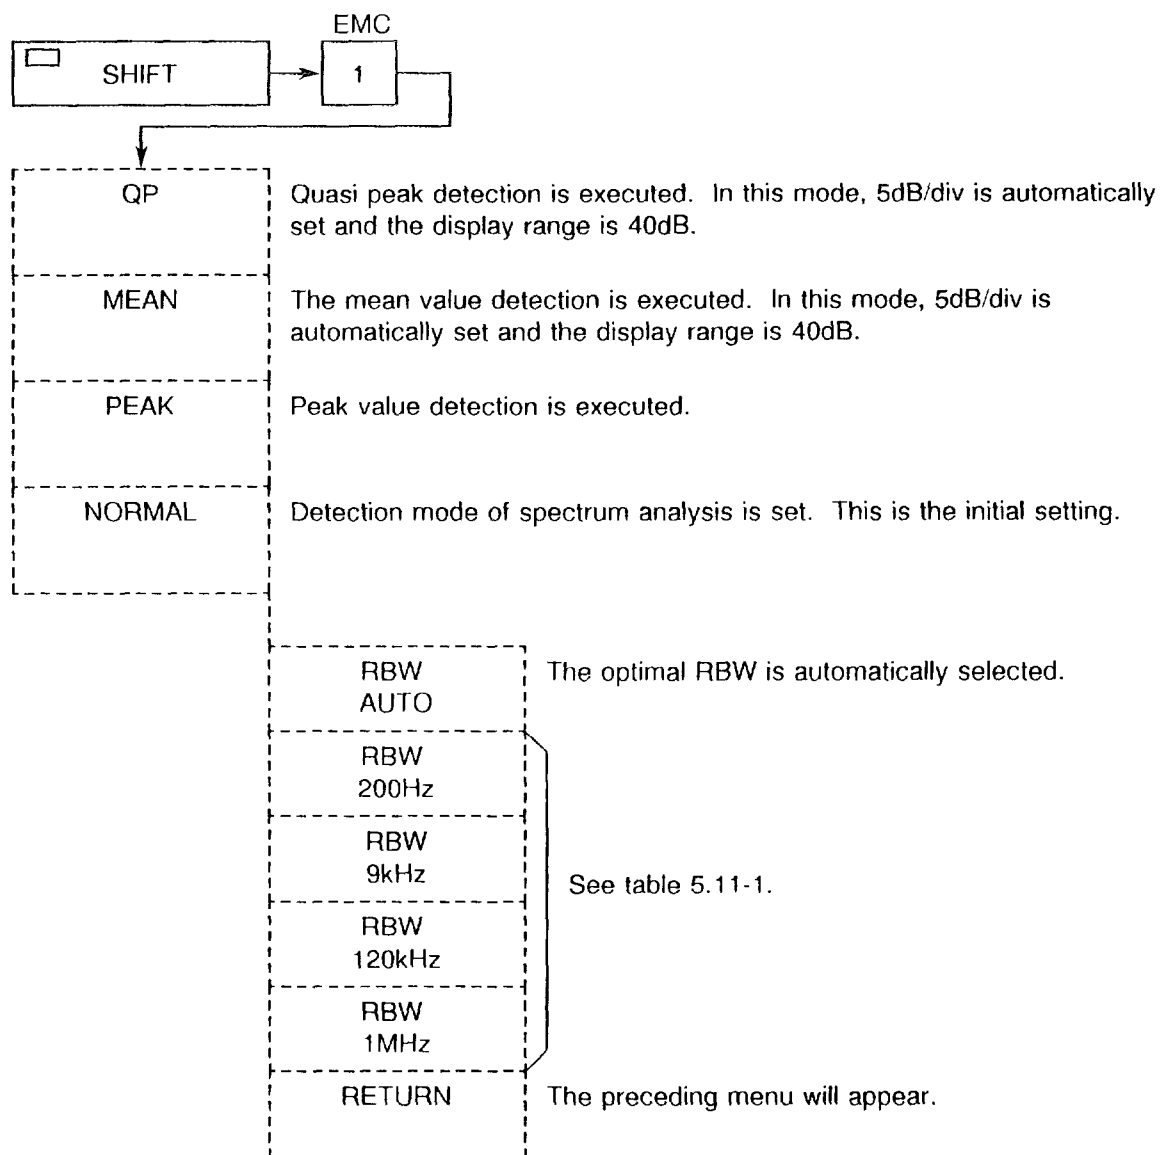 EMC
SHIFT
1
QP
Quasi peak detection is executed. In this mode, 5dB/div is automatically
set and the display range is 40dB.
MEAN
The mean value detection is executed. In this mode, 5dB/div is
automatically set and the display range is 40dB.
PEAK
Peak value detection is executed.
NORMAL
Detection mode of spectrum analysis is set. This is the initial setting.
RBW
AUTO
The optimal RBW is automatically selected.
RBW
200Hz
RBW
9kHz
See table 5.11-1.
RBW
120kHz
RBW
1MHz
RETURN
The preceding menu will appear.